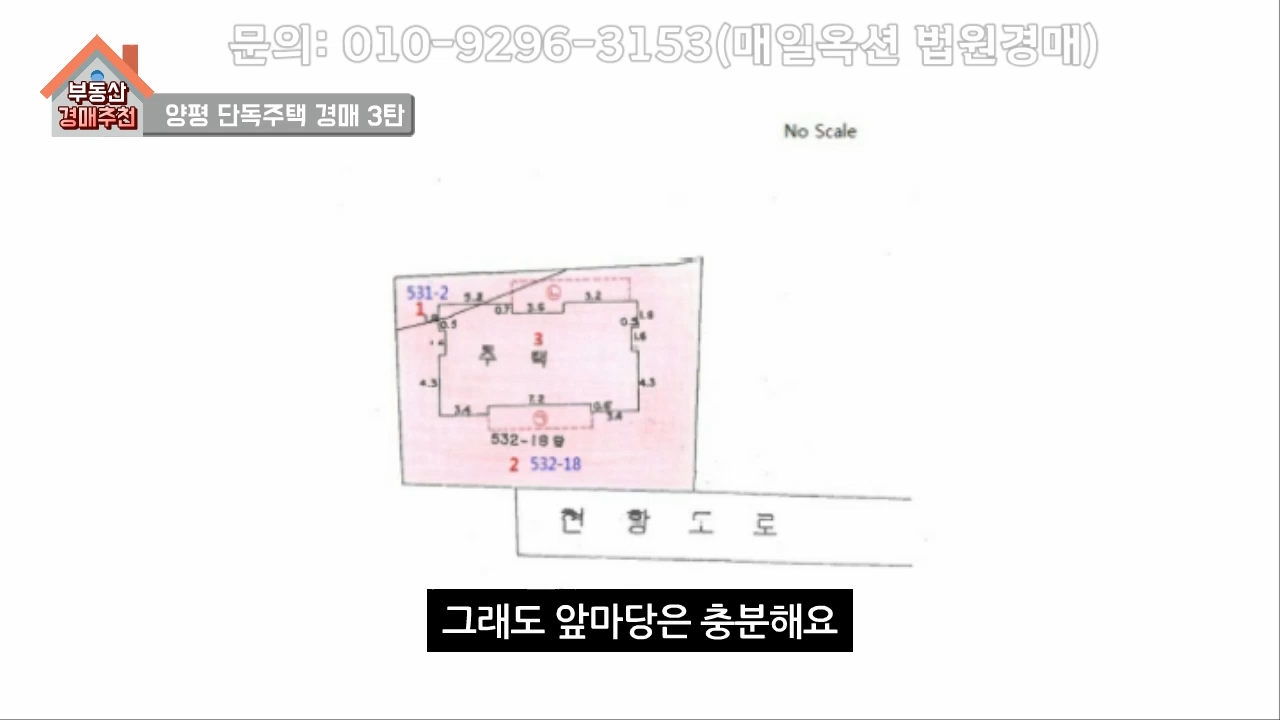 문의: 010-9296-3153(매일옥션 법원경매)
부동산
경매추천
양평 단독주택 경매 3탄
No Scale
531-2
1
5.8
0.7
3.6
㉡
5.2
1.8
0.5
0.5
1.6
3
주 택
4.3
4.3
3.4
7.2
0.6
3.4
㉠
532-18
2 532-18
현 황 도 로
그래도 앞마당은 충분해요